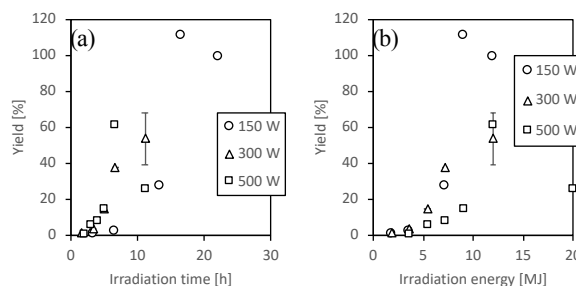 (a)
Yield [%]
120
100
80
60
40
20
0
0 10 20 30
Irradiation time [h]
150 W
300 W
500 W
(b)
Yield [%]
120
100
80
60
40
20
0
0 5 10 15 20
Irradiation energy [MJ]
150 W
300 W
500 W